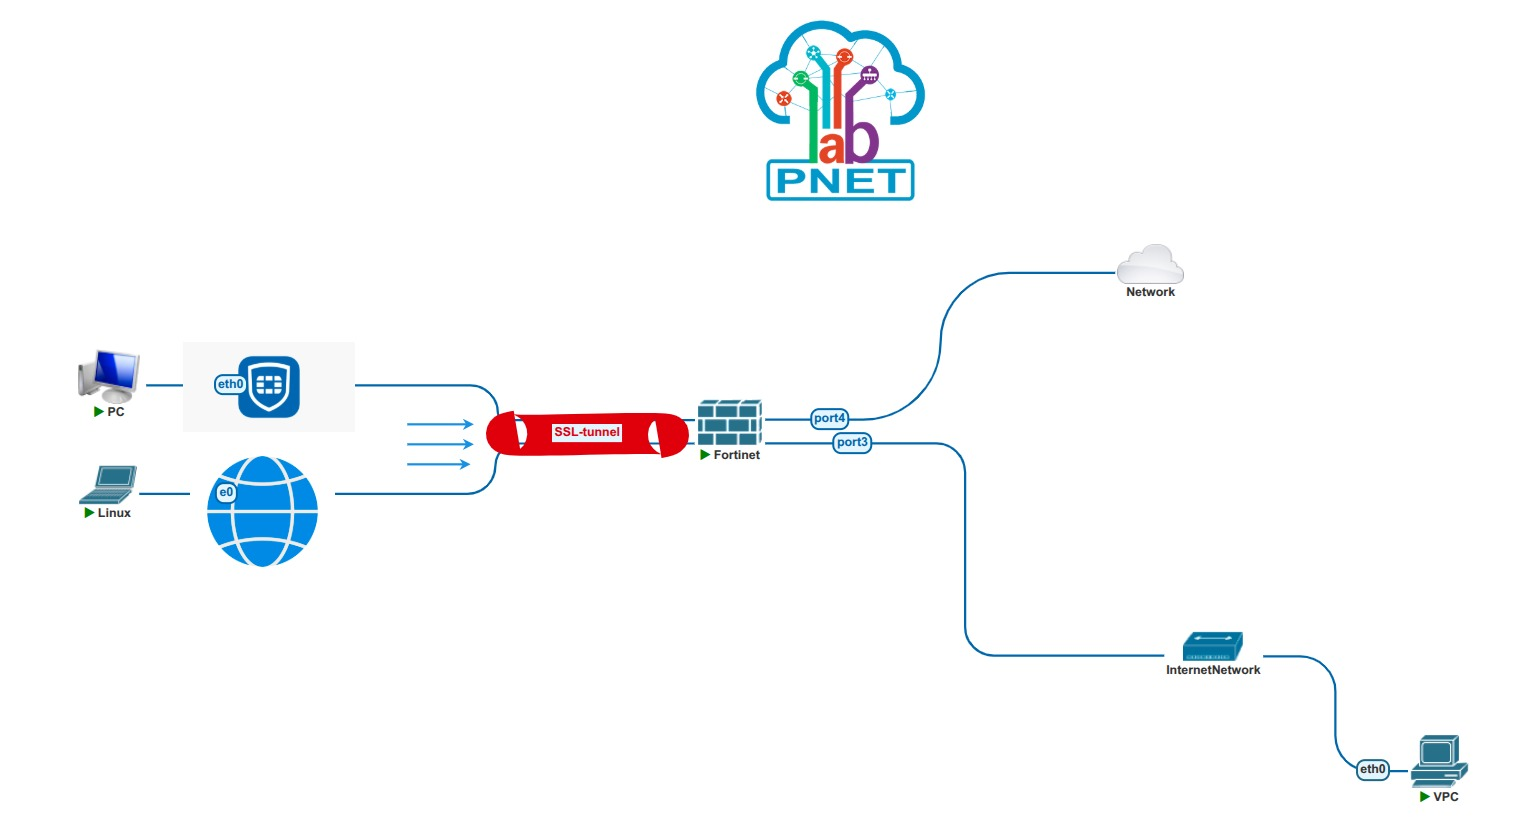 lab
PNET
Network
eth0
PC
SSL-tunnel
port4
port3
Fortinet
e0
Linux
InternetNetwork
eth0
VPC